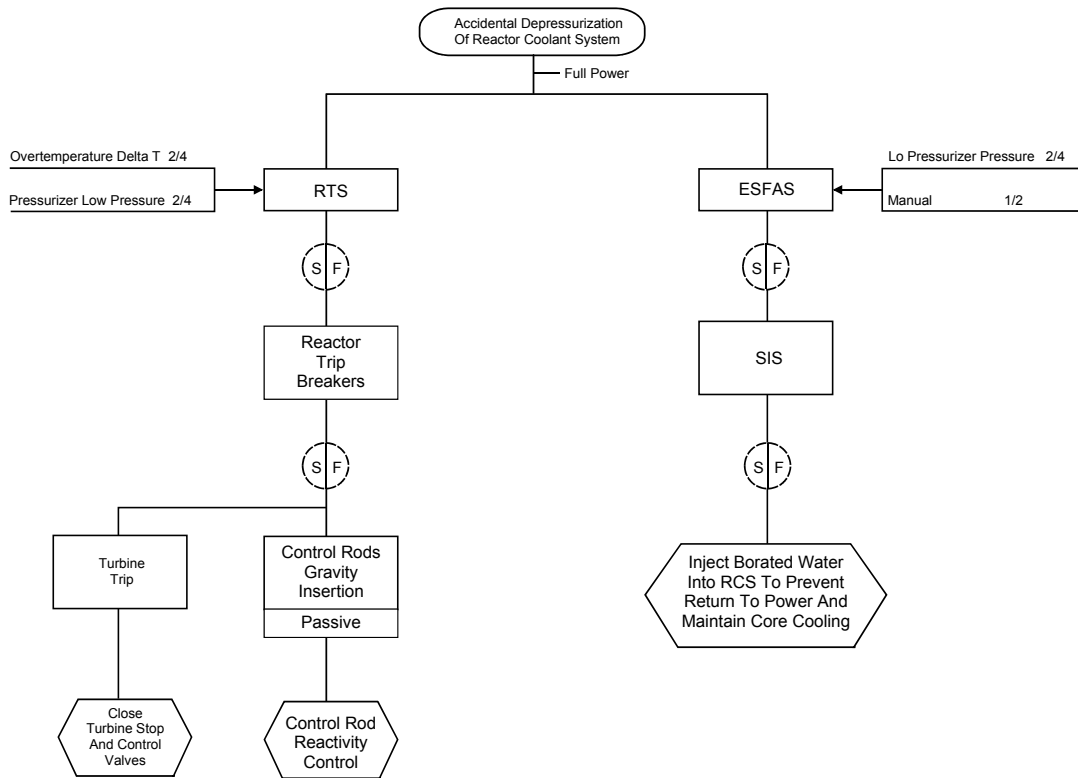 Accidental Depressurization
Of Reactor Coolant System
Full Power
Overtemperature Delta T 2/4
Pressurizer Low Pressure 2/4
RTS
ESFAS
Lo Pressurizer Pressure 2/4
Manual 1/2
S F
S F
Reactor
Trip
Breakers
SIS
S F
S F
Turbine
Trip
Control Rods
Gravity
Insertion
Passive
Inject Borated Water
Into RCS To Prevent
Return To Power And
Maintain Core Cooling
Close
Turbine Stop
And Control
Valves
Control Rod
Reactivity
Control